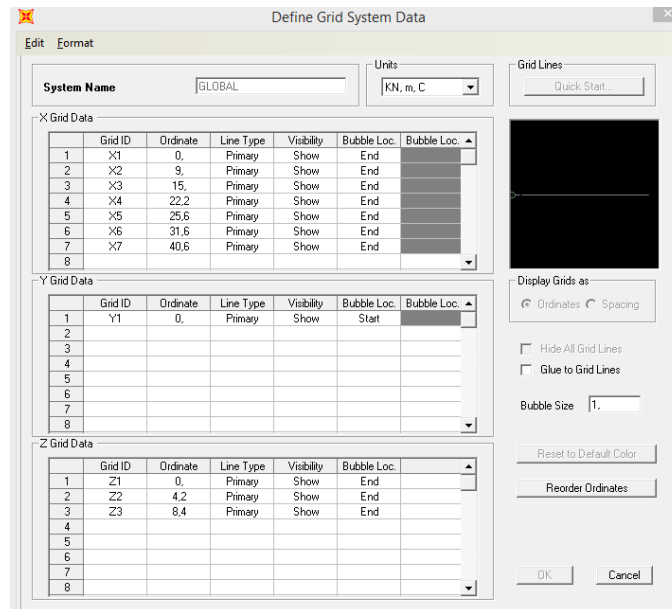 Define Grid System Data
Edit Format
System Name GLOBAL
Units
KN, m, C
Grid Lines
Quick Start...
X Grid Data
Grid ID Ordinate Line Type Visibility Bubble Loc. Bubble Loc.
1 X1 0, Primary Show End
2 X2 9, Primary Show End
3 X3 15, Primary Show End
4 X4 22,2 Primary Show End
5 X5 25,6 Primary Show End
6 X6 31,6 Primary Show End
7 X7 40,6 Primary Show End
8
Y Grid Data
Grid ID Ordinate Line Type Visibility Bubble Loc. Bubble Loc.
1 Y1 0, Primary Show Start
2
3
4
5
6
7
8
Display Grids as
Ordinates Spacing
Hide All Grid Lines
Glue to Grid Lines
Bubble Size 1,
Z Grid Data
Grid ID Ordinate Line Type Visibility Bubble Loc.
1 Z1 0, Primary Show End
2 Z2 4,2 Primary Show End
3 Z3 8,4 Primary Show End
4
5
6
7
8
Reset to Default Color
Reorder Ordinates
OK Cancel